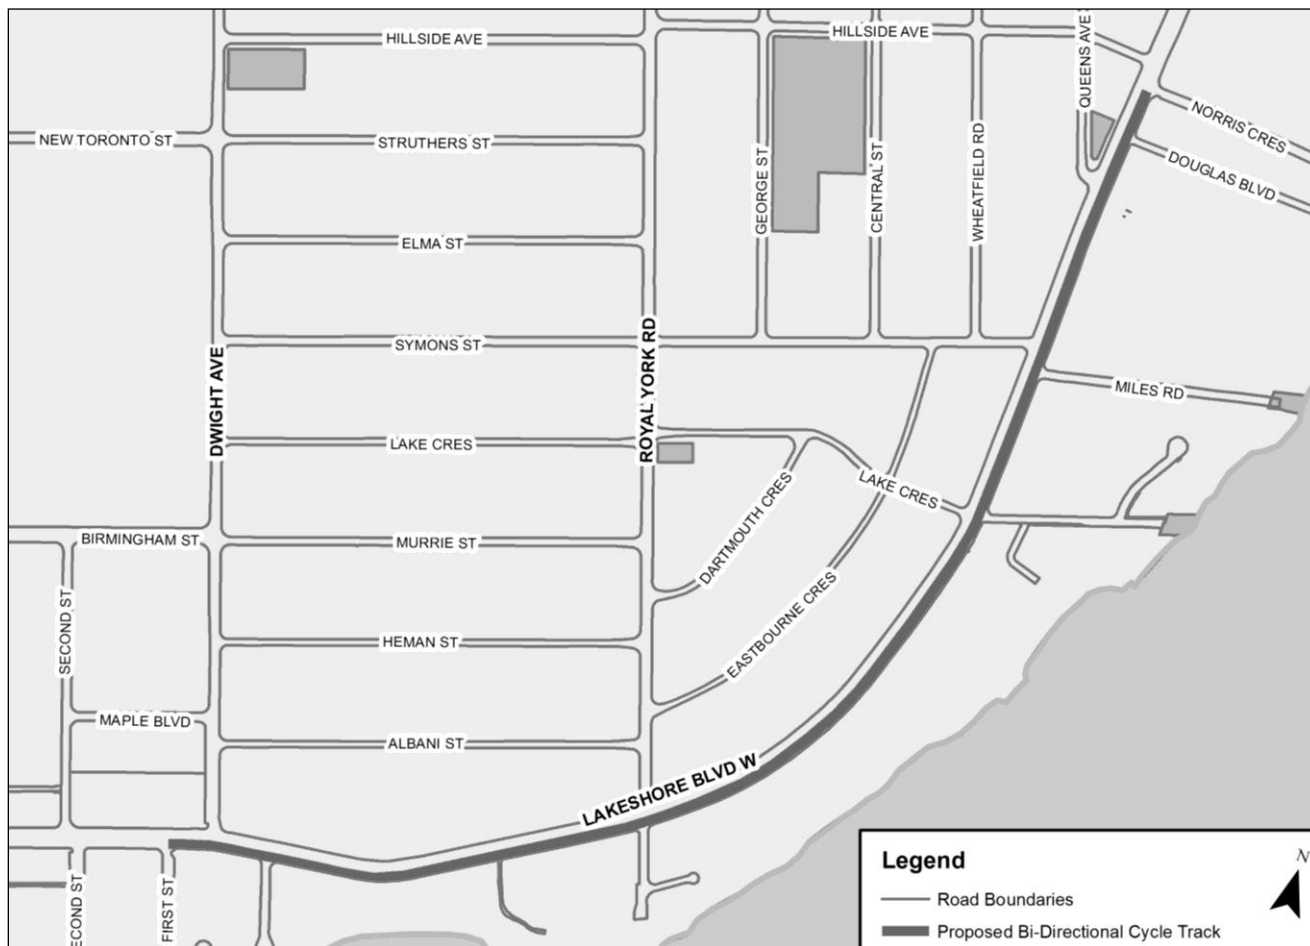 HILLSIDE AVE
HILLSIDE AVE
QUEENS AVE
NORRIS CRES
NEW TORONTO ST
STRUTHERS ST
GEORGE ST
CENTRAL ST
WHEATFIELD RD
DOUGLAS BLVD
ELMA ST
SYMONS ST
DWIGHT AVE
ROYAL YORK RD
MILES RD
LAKE CRES
LAKE CRES
DARTMOUTH CRES
BIRMINGHAM ST
MURRIE ST
EASTBOURNE CRES
SECOND ST
HEMAN ST
MAPLE BLVD
ALBANI ST
LAKESHORE BLVD W
ECOND ST
FIRST ST
Legend
N
Road Boundaries
Proposed Bi-Directional Cycle Track